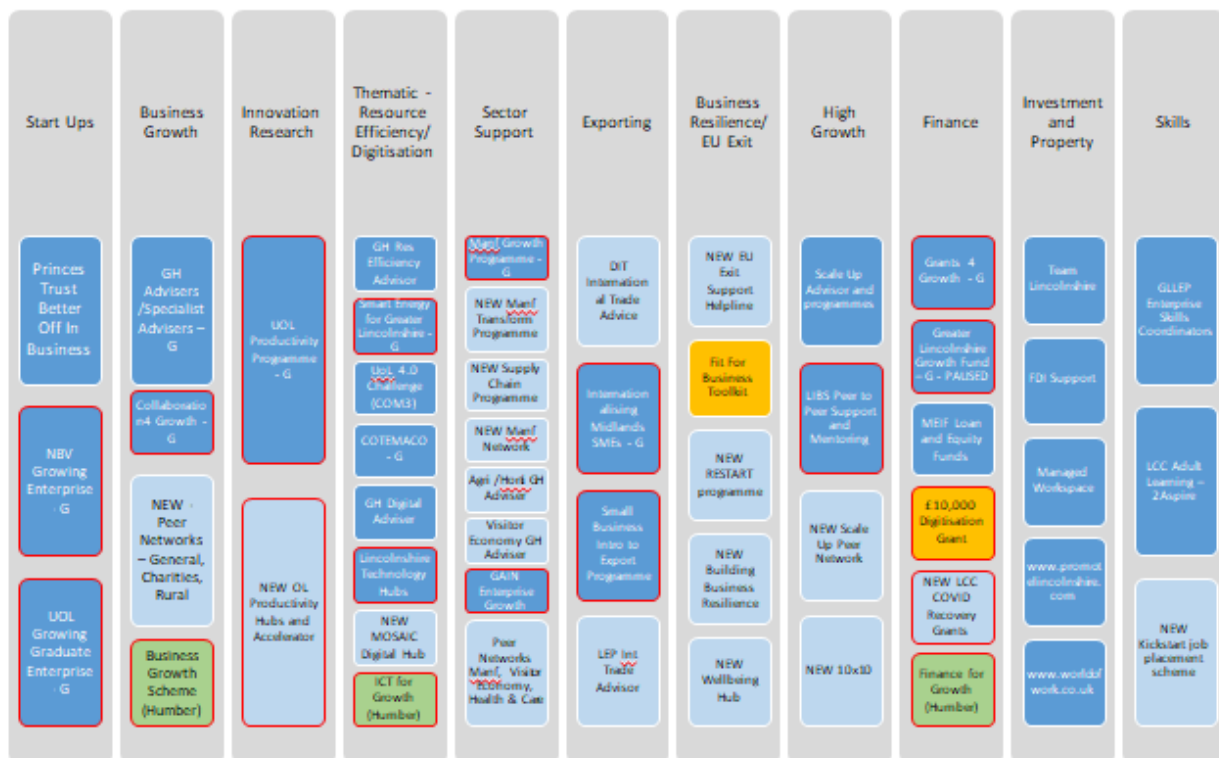 Start Ups
Princes
Trust
Better
Off In
Business
NBV
Growing
Enterprise
- G
UOL
Growing
Graduate
Enterprise
- G
Business
Growth
GH
Advisers
/Specialist
Advisers –
G
Collaboratio
n4 Growth -
G
NEW -
Peer
Networks
– General,
Charities,
Rural
Business
Growth
Scheme
(Humber)
Innovation
Research
UOL
Productivity
Programme - G
NEW OL
Productivity
Hubs and
Accelerator
Thematic -
Resource
Efficiency/
Digitisation
GH Res
Efficiency
Advisor
Smart Energy
for Greater
Lincolnshire -
G
UoL 4.0
Challenge
(COM3)
COTEMACO
- G
GH Digital
Adviser
Lincolnshire
Technology
Hubs
NEW
MOSAIC
Digital Hub
ICT for
Growth
(Humber)
Sector
Support
Manf Growth
Programme -
G
NEW Manf
Transform
Programme
NEW Supply
Chain
Programme
NEW Manf
Network
Agri /Horti GH
Adviser
Visitor
Economy GH
Adviser
GAIN
Enterprise
Growth
Peer
Networks
Manf, Visitor
Economy,
Health & Care
Exporting
DIT
Internation
al Trade
Advice
Internation
alising
Midlands
SMEs - G
Small
Business
Intro to
Export
Programme
LEP Int
Trade
Advisor
Business
Resilience/
EU Exit
NEW EU
Exit
Support
Helpline
Fit For
Business
Toolkit
NEW
RESTART
programme
NEW
Building
Business
Resilience
NEW
Wellbeing
Hub
High
Growth
Scale Up
Advisor and
programmes
LIBS Peer to
Peer Support
and
Mentoring
NEW Scale
Up Peer
Network
NEW 10x10
Finance
Grants 4
Growth - G
Greater
Lincolnshire
Growth Fund
– G - PAUSED
MEIF Loan
and Equity
Funds
£10,000
Digitisation
Grant
NEW LCC
COVID
Recovery
Grants
Finance for
Growth
(Humber)
Investment
and
Property
Team
Lincolnshire
FDI Support
Managed
Workspace
www.promot
elincolnshire.
com
www.worldof
work.co.uk
Skills
GLLEP
Enterprise
Skills
Coordinators
LCC Adult
Learning –
2Aspire
NEW
Kickstart job
placement
scheme